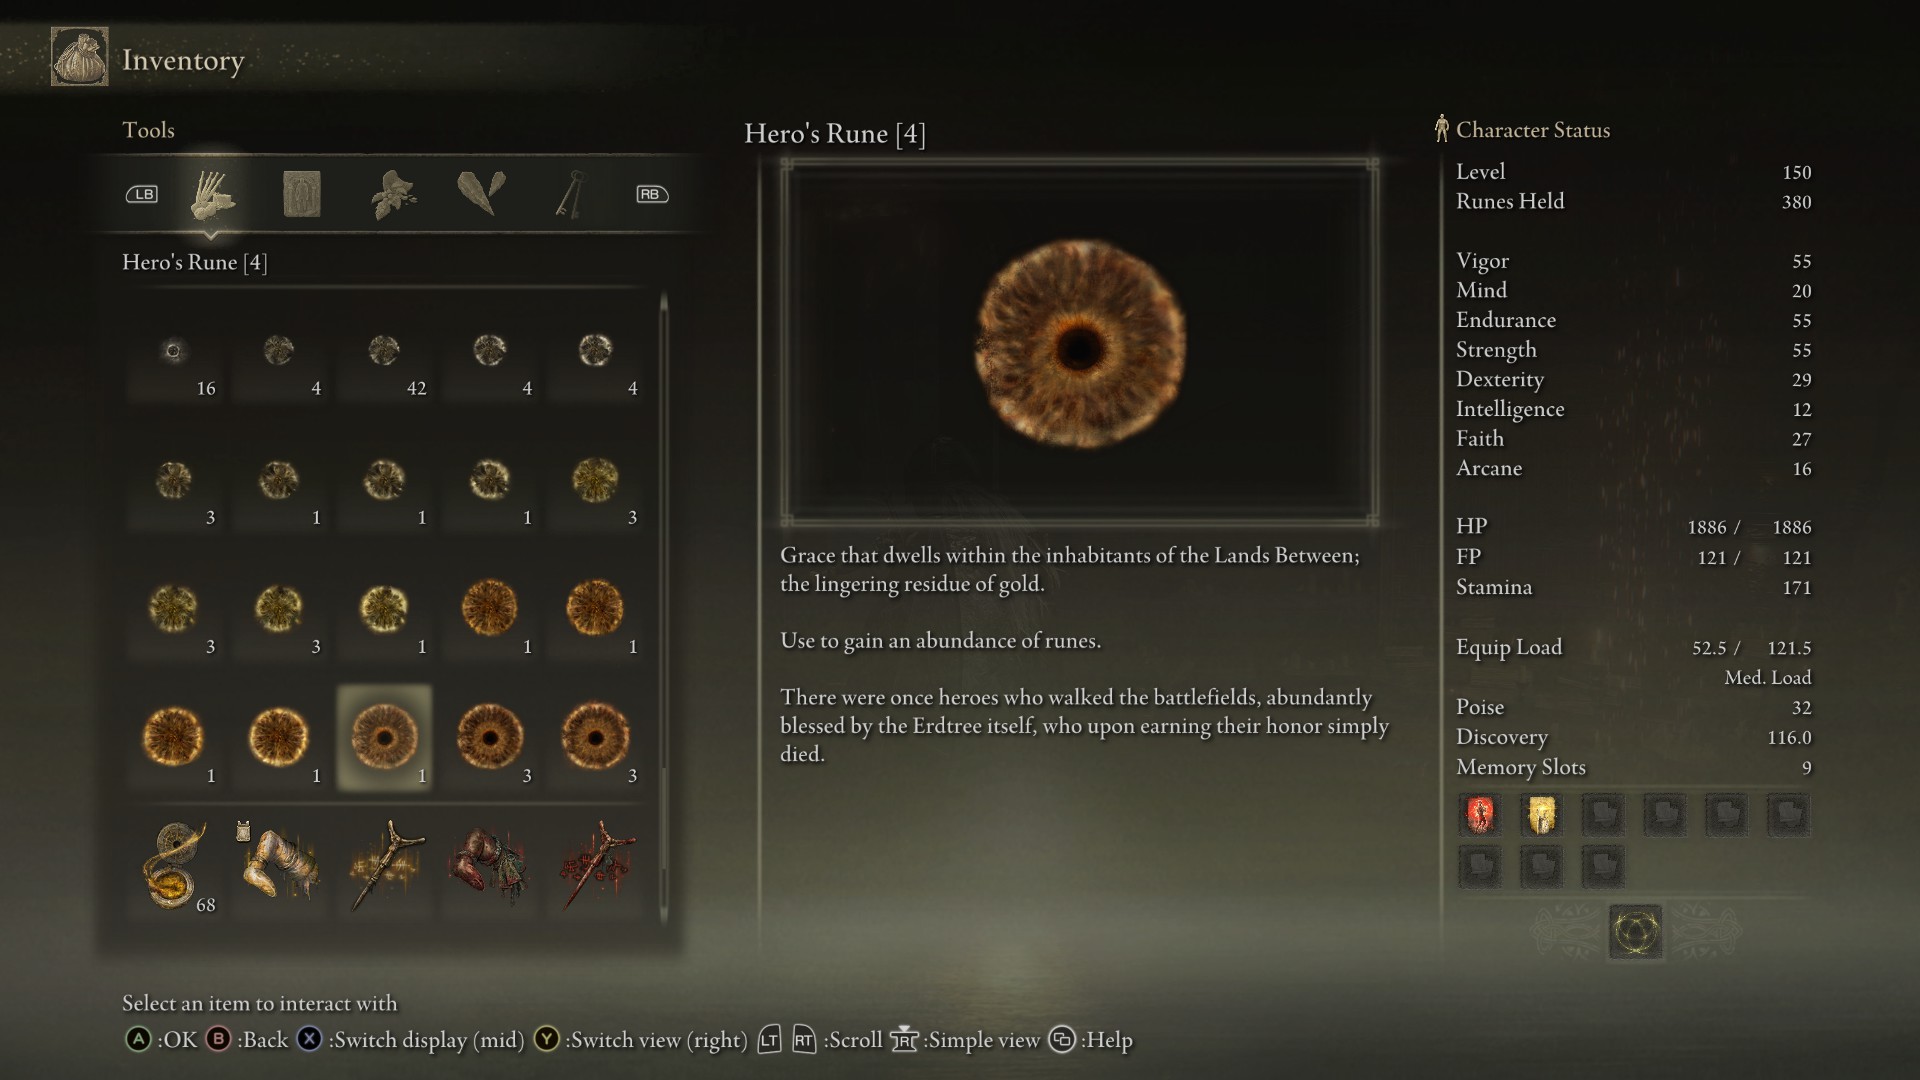 Inventory
Tools
LB
RB
Hero's Rune [4]
16 4 42 4 4
3 1 1 1 3
3 3 1 1 1
1 1 1 3 3
68
Hero's Rune [4]
Grace that dwells within the inhabitants of the Lands Between;
the lingering residue of gold.
Use to gain an abundance of runes.
There were once heroes who walked the battlefields, abundantly
blessed by the Erdtree itself, who upon earning their honor simply
died.
Character Status
Level 150
Runes Held 380
Vigor 55
Mind 20
Endurance 55
Strength 55
Dexterity 29
Intelligence 12
Faith 27
Arcane 16
HP 1886 / 1886
FP 121 / 121
Stamina 171
Equip Load 52.5 / 121.5
Med. Load
Poise 32
Discovery 116.0
Memory Slots 9
Select an item to interact with
A :OK B :Back X :Switch display (mid) Y :Switch view (right) LT RT :Scroll R :Simple view :Help